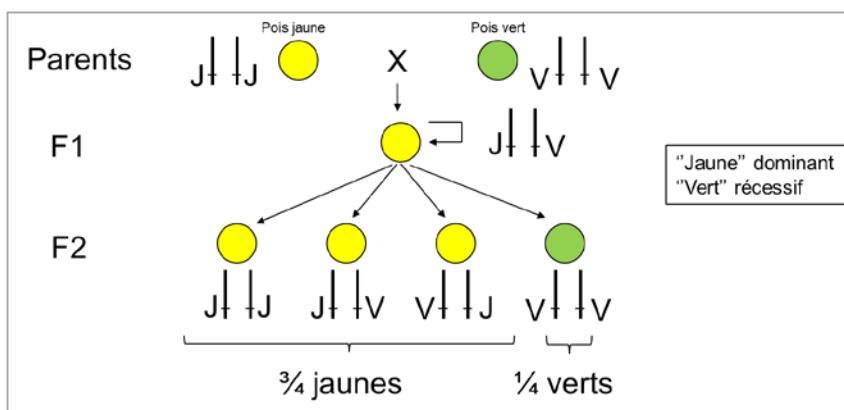 Pois jaune
Pois vert
Parents
J J
X
V V
F1
J V
"Jaune" dominant
"Vert" récessif
F2
J J
J V
V J
V V
¾ jaunes
¼ verts